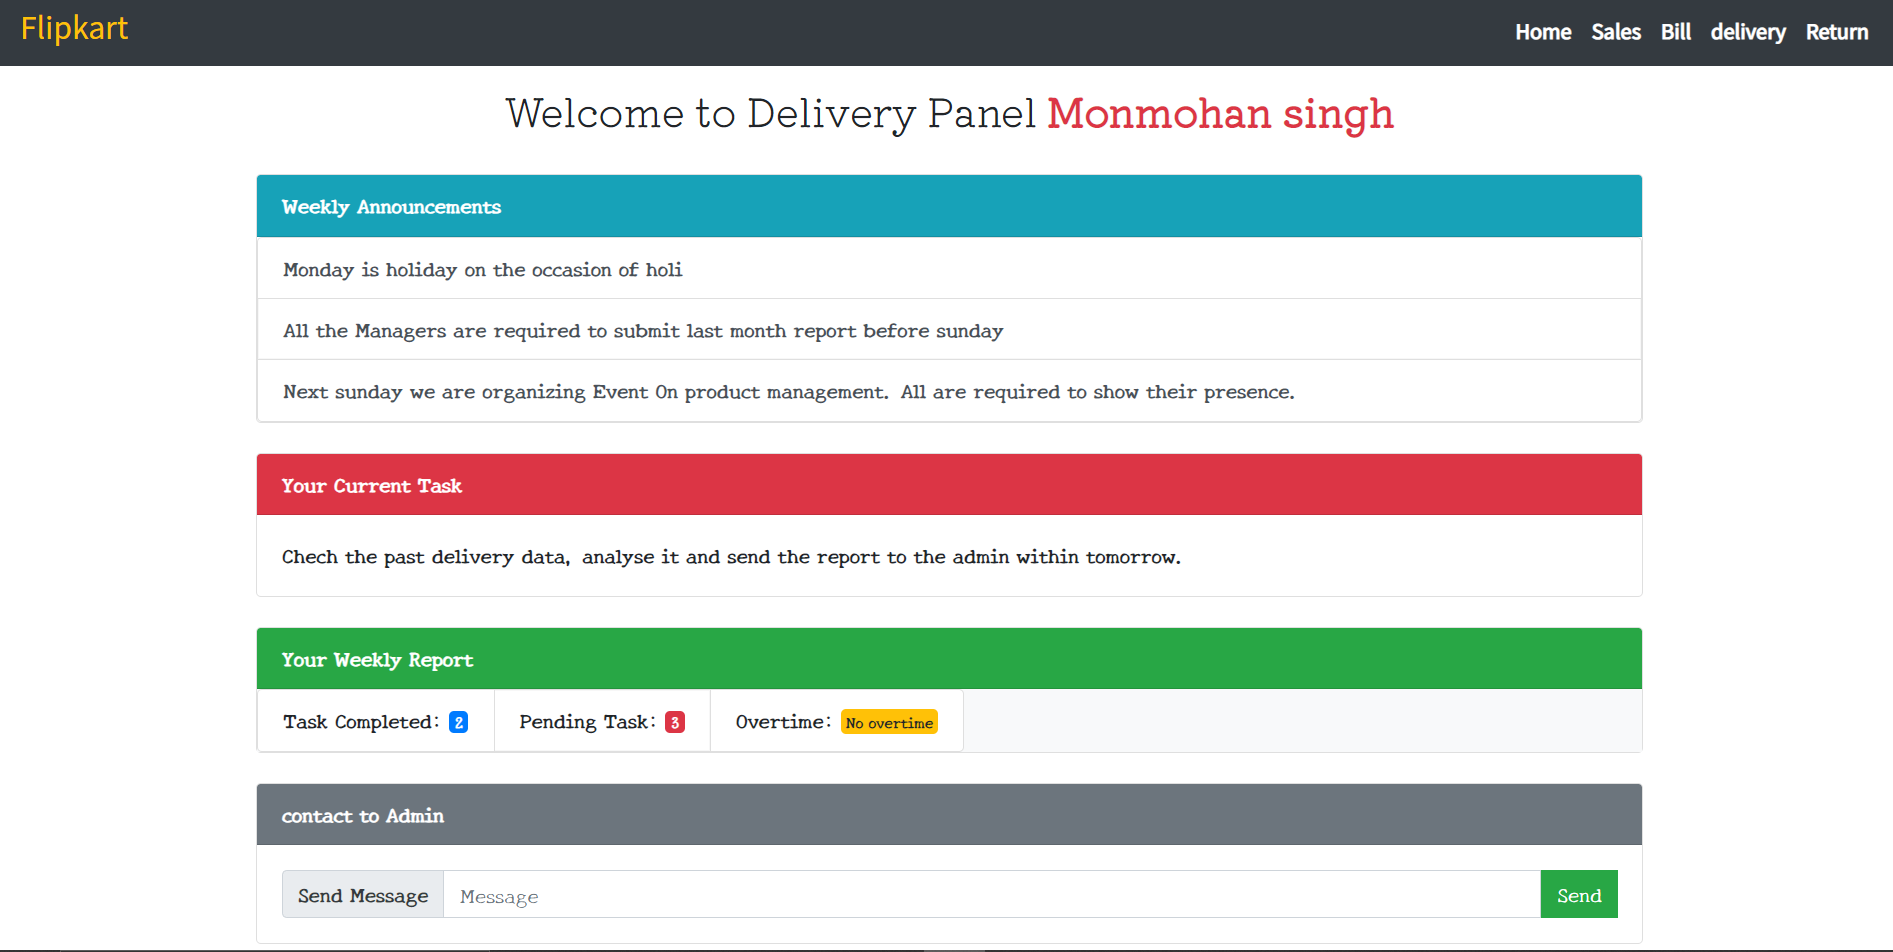 Flipkart
Home Sales Bill delivery Return
Welcome to Delivery Panel Monmohan singh
Weekly Announcements
Monday is holiday on the occasion of holi
All the Managers are required to submit last month report before sunday
Next sunday we are organizing Event On product management. All are required to show their presence.
Your Current Task
Chech the past delivery data, analyse it and send the report to the admin within tomorrow.
Your Weekly Report
Task Completed: 2 Pending Task: 3 Overtime: No overtime
contact to Admin
Send Message Message Send